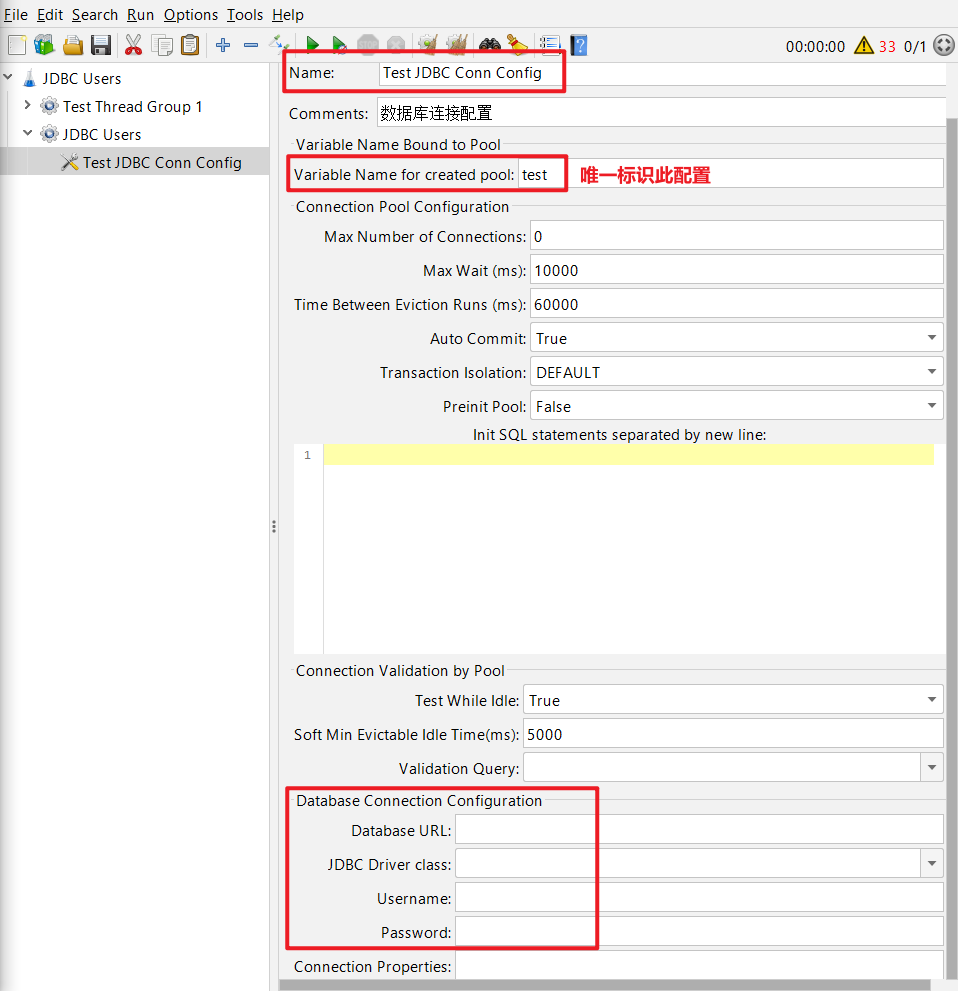 File Edit Search Run Options Tools Help
00:00:00 33 0/1
JDBC Users
Test Thread Group 1
JDBC Users
Test JDBC Conn Config
Name: Test JDBC Conn Config
Comments: 数据库连接配置
Variable Name Bound to Pool
Variable Name for created pool: test 唯一标识此配置
Connection Pool Configuration
Max Number of Connections: 0
Max Wait (ms): 10000
Time Between Eviction Runs (ms): 60000
Auto Commit: True
Transaction Isolation: DEFAULT
Preinit Pool: False
Init SQL statements separated by new line:
1
Connection Validation by Pool
Test While Idle: True
Soft Min Evictable Idle Time(ms): 5000
Validation Query:
Database Connection Configuration
Database URL:
JDBC Driver class:
Username:
Password:
Connection Properties: